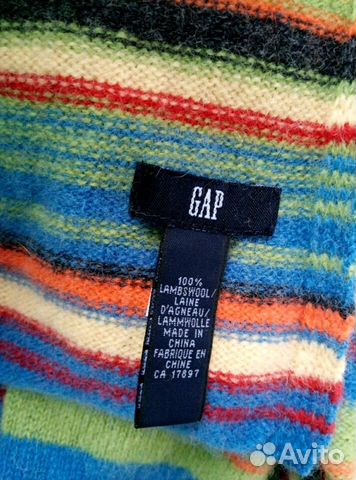 GAP
100%
LAMBSWOOL/
LAINE
D'AGNEAU/
LAMMWOLLE
MADE IN
CHINA
FABRIQUE EN
CHINE
CA 17897
Avito